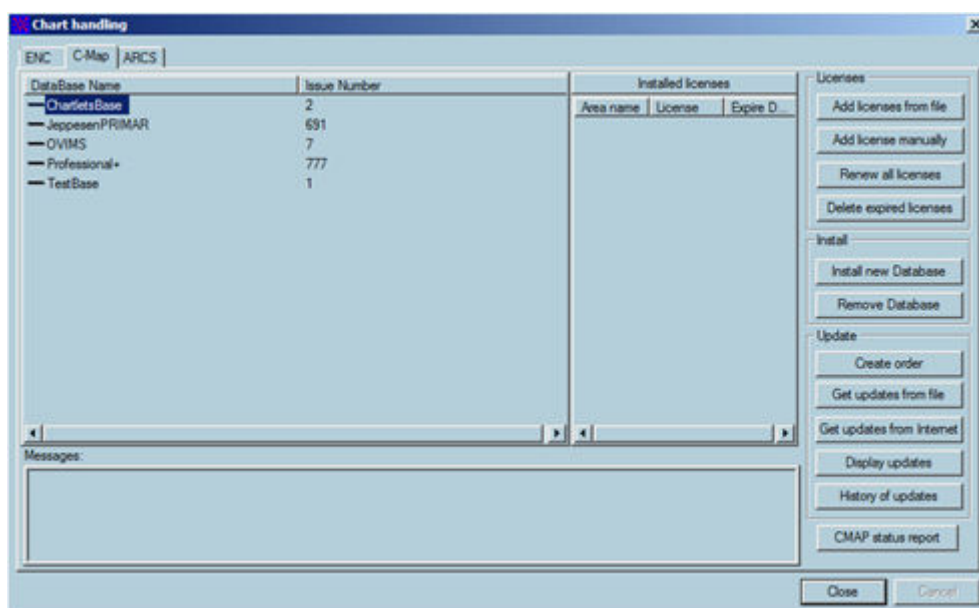 Chart handling
ENC C-Map ARCS
DataBase Name Issue Number
ChartletsBase 2
JeppesenPRIMAR 691
OVIMS 7
Professional+ 777
TestBase 1
Installed licenses
Area name License Expire D...
Licenses
Add licenses from file
Add license manually
Renew all licenses
Delete expired licenses
Install
Install new Database
Remove Database
Update
Create order
Get updates from file
Get updates from Internet
Display updates
History of updates
CMAP status report
Messages:
Close Cancel